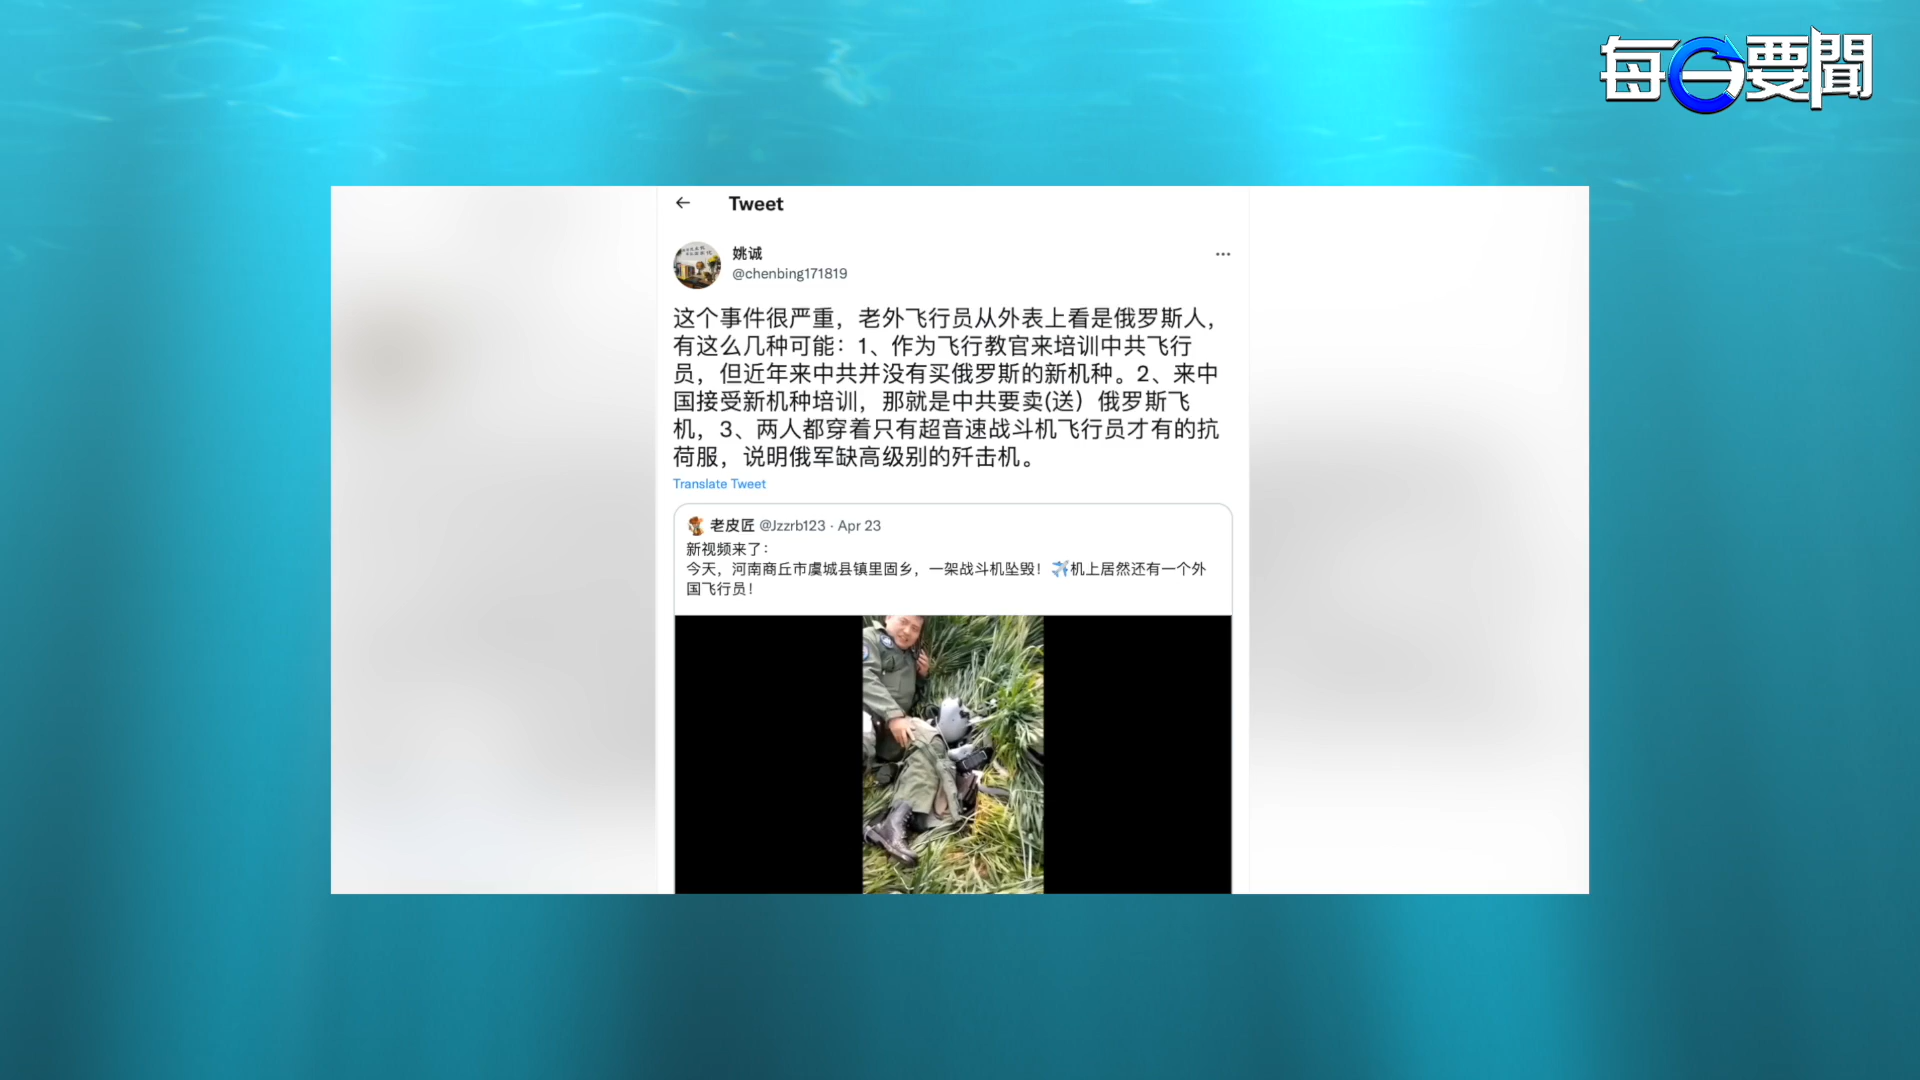 每日要聞
Tweet
姚诚
@chenbing171819
这个事件很严重，老外飞行员从外表上看是俄罗斯人，
有这么几种可能：1、作为飞行教官来培训中共飞行
员，但近年来中共并没有买俄罗斯的新机种。2、来中
国接受新机种培训，那就是中共要卖(送）俄罗斯飞
机，3、两人都穿着只有超音速战斗机飞行员才有的抗
荷服，说明俄军缺高级别的歼击机。
Translate Tweet
老皮匠 @Jzzrb123 · Apr 23
新视频来了：
今天，河南商丘市虞城县镇里固乡，一架战斗机坠毁！✈️机上居然还有一个外
国飞行员！